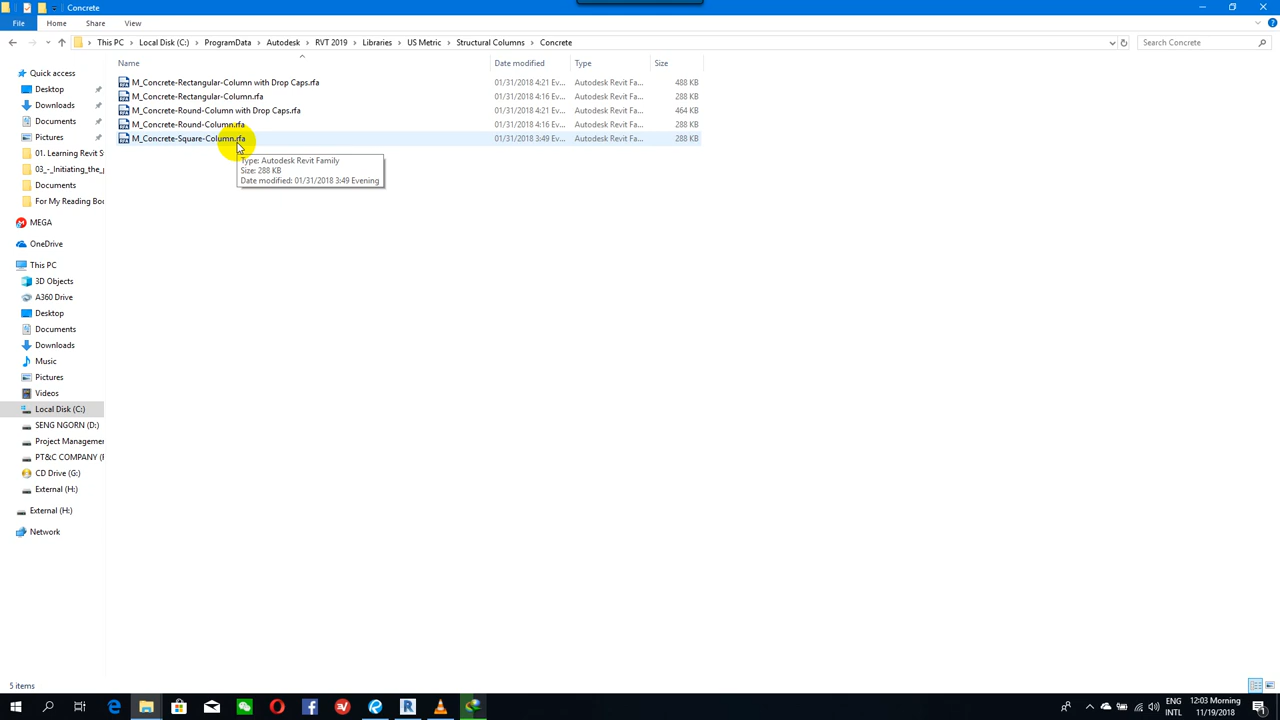 Concrete
File Home Share View
This PC Local Disk (C:) ProgramData Autodesk RVT 2019 Libraries US Metric Structural Columns Concrete
Search Concrete
Name Date modified Type Size
M_Concrete-Rectangular-Column with Drop Caps.rfa 01/31/2018 4:21 Ev... Autodesk Revit Fa... 488 KB
M_Concrete-Rectangular-Column.rfa 01/31/2018 4:16 Ev... Autodesk Revit Fa... 288 KB
M_Concrete-Round-Column with Drop Caps.rfa 01/31/2018 4:21 Ev... Autodesk Revit Fa... 464 KB
M_Concrete-Round-Column.rfa 01/31/2018 4:16 Ev... Autodesk Revit Fa... 288 KB
M_Concrete-Square-Column.rfa 01/31/2018 3:49 Ev... Autodesk Revit Fa... 288 KB
Type: Autodesk Revit Family
Size: 288 KB
Date modified: 01/31/2018 3:49 Evening
Quick access
Desktop
Downloads
Documents
Pictures
01. Learning Revit S
03_-_Initiating_the_
Documents
For My Reading Boo
MEGA
OneDrive
This PC
3D Objects
A360 Drive
Desktop
Documents
Downloads
Music
Pictures
Videos
Local Disk (C:)
SENG NGORN (D:)
Project Managemen
PT&C COMPANY (F
CD Drive (G:)
External (H:)
External (H:)
Network
5 items
ENG
INTL
12:03 Morning
11/19/2018